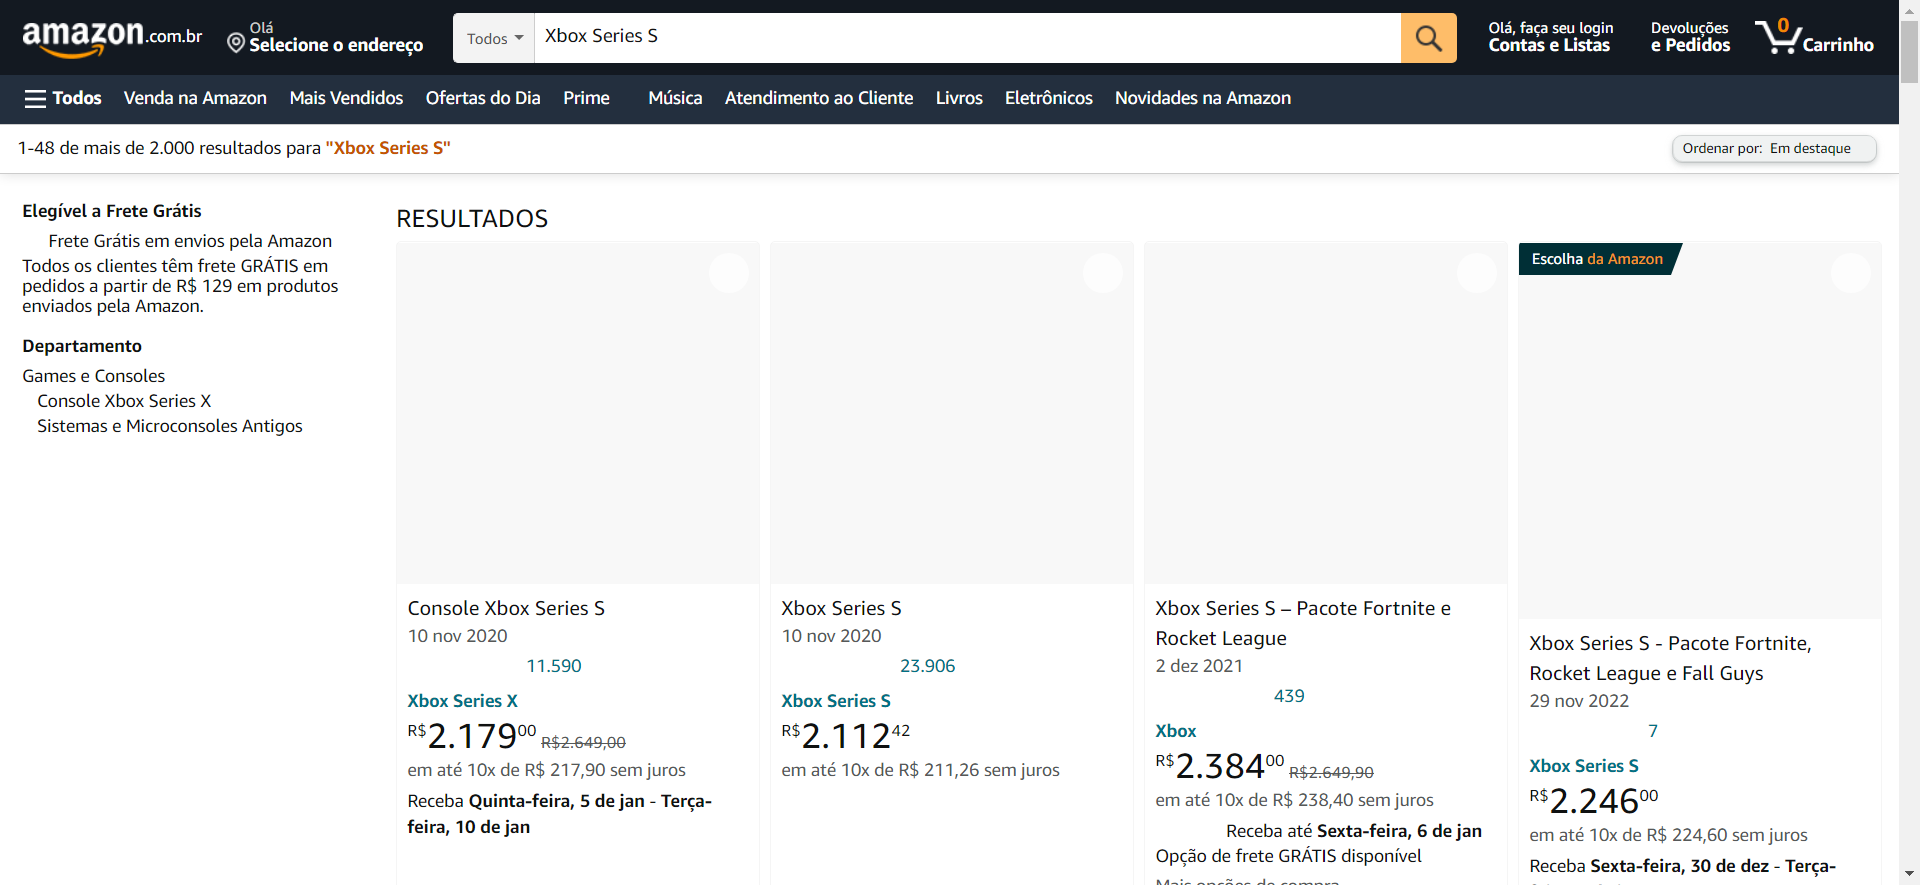 amazon.com.br
Olá
Selecione o endereço
Todos
Xbox Series S
Olá, faça seu login
Contas e Listas
Devoluções
e Pedidos
0
Carrinho
Todos
Venda na Amazon
Mais Vendidos
Ofertas do Dia
Prime
Música
Atendimento ao Cliente
Livros
Eletrônicos
Novidades na Amazon
1-48 de mais de 2.000 resultados para "Xbox Series S"
Ordenar por: Em destaque
Elegível a Frete Grátis
Frete Grátis em envios pela Amazon
Todos os clientes têm frete GRÁTIS em
pedidos a partir de R$ 129 em produtos
enviados pela Amazon.
Departamento
Games e Consoles
Console Xbox Series X
Sistemas e Microconsoles Antigos
RESULTADOS
Console Xbox Series S
10 nov 2020
11.590
Xbox Series X
R$2.17900 R$2.649,00
em até 10x de R$ 217,90 sem juros
Receba Quinta-feira, 5 de jan - Terça-
feira, 10 de jan
Xbox Series S
10 nov 2020
23.906
Xbox Series S
R$2.11242
em até 10x de R$ 211,26 sem juros
Xbox Series S – Pacote Fortnite e
Rocket League
2 dez 2021
439
Xbox
R$2.38400 R$2.649,90
em até 10x de R$ 238,40 sem juros
Receba até Sexta-feira, 6 de jan
Opção de frete GRÁTIS disponível
Mais opções de compra
Escolha da Amazon
Xbox Series S - Pacote Fortnite,
Rocket League e Fall Guys
29 nov 2022
7
Xbox Series S
R$2.24600
em até 10x de R$ 224,60 sem juros
Receba Sexta-feira, 30 de dez - Terça-